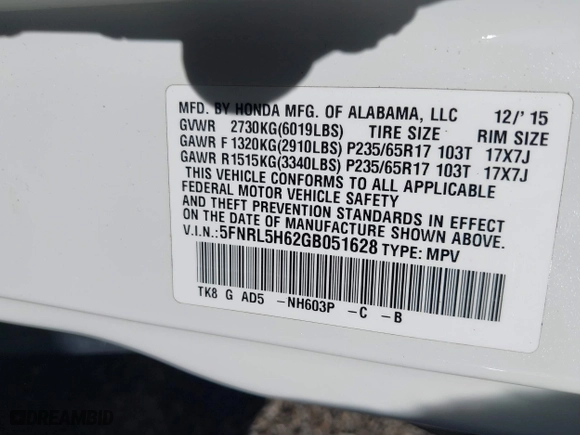 MFD. BY HONDA MFG. OF ALABAMA, LLC 12/'15
GVWR 2730KG(6019LBS) TIRE SIZE RIM SIZE
GAWR F 1320KG(2910LBS) P235/65R17 103T 17X7J
GAWR R1515KG(3340LBS) P235/65R17 103T 17X7J
THIS VEHICLE CONFORMS TO ALL APPLICABLE
FEDERAL MOTOR VEHICLE SAFETY
AND THEFT PREVENTION STANDARDS IN EFFECT
ON THE DATE OF MANUFACTURE SHOWN ABOVE.
V.I.N.:5FNRL5H62GB051628 TYPE: MPV
TK8 G AD5 -NH603P -C -B
DREAMBID